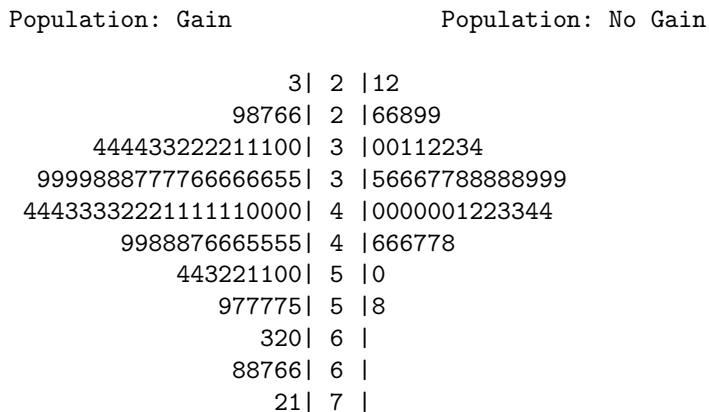 Population: Gain Population: No Gain
3| 2 |12
98766| 2 |66899
444433222211100| 3 |00112234
9999888777766666655| 3 |56667788888999
44433333222111110000| 4 |0000001223344
9988876665555| 4 |666778
443221100| 5 |0
977775| 5 |8
320| 6 |
88766| 6 |
21| 7 |